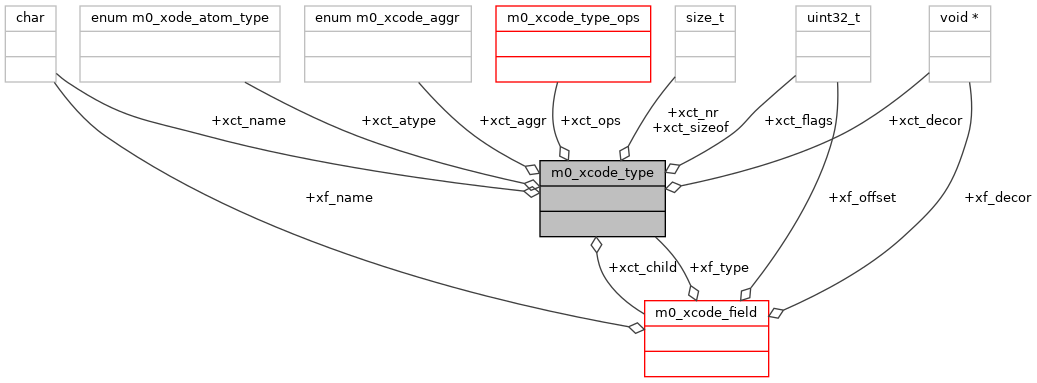 char
enum m0_xode_atom_type
enum m0_xcode_aggr
m0_xcode_type_ops
size_t
uint32_t
void *
+xct_name
+xct_atype
+xct_aggr
+xct_ops
+xct_nr
+xct_sizeof
+xct_flags
+xct_decor
m0_xcode_type
+xf_name
+xf_offset
+xf_decor
+xct_child
+xf_type
m0_xcode_field